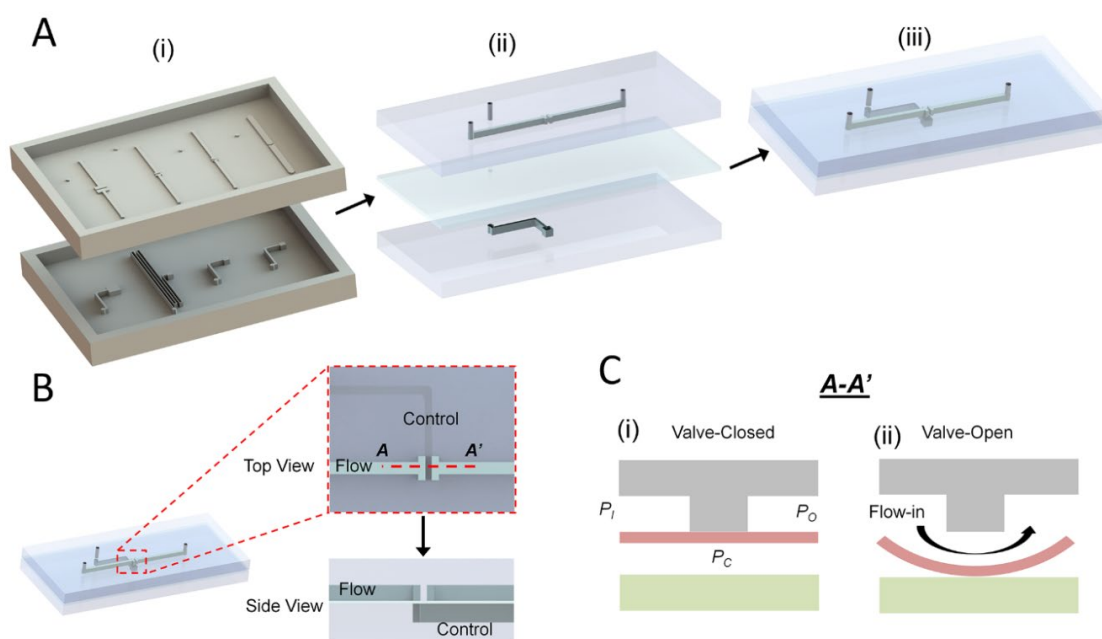 A
(i)
(ii)
(iii)
B
Control
A
A'
Top View
Flow
Flow
Side View
Control
C
A-A'
(i)
Valve-Closed
(ii)
Valve-Open
P_I
P_O
P_C
Flow-in